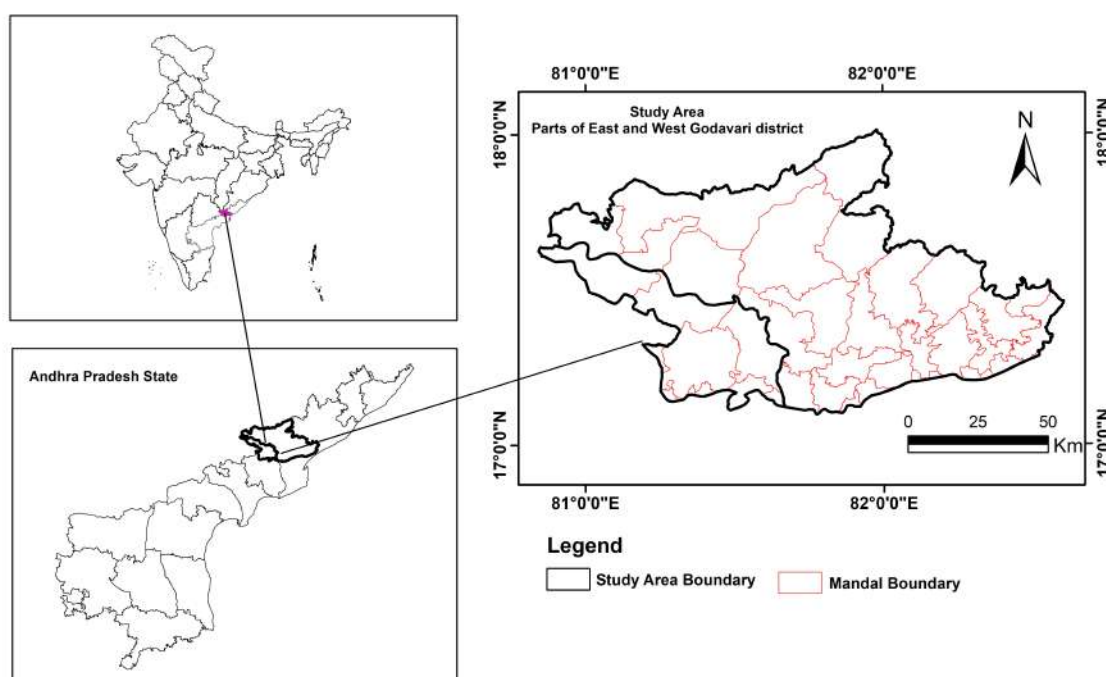 Andhra Pradesh State
81°0'0"E
82°0'0"E
Study Area
Parts of East and West Godavari district
N
18°0'0"N
18°0'0"N
0
25
50
Km
17°0'0"N
17°0'0"N
81°0'0"E
82°0'0"E
Legend
Study Area Boundary
Mandal Boundary